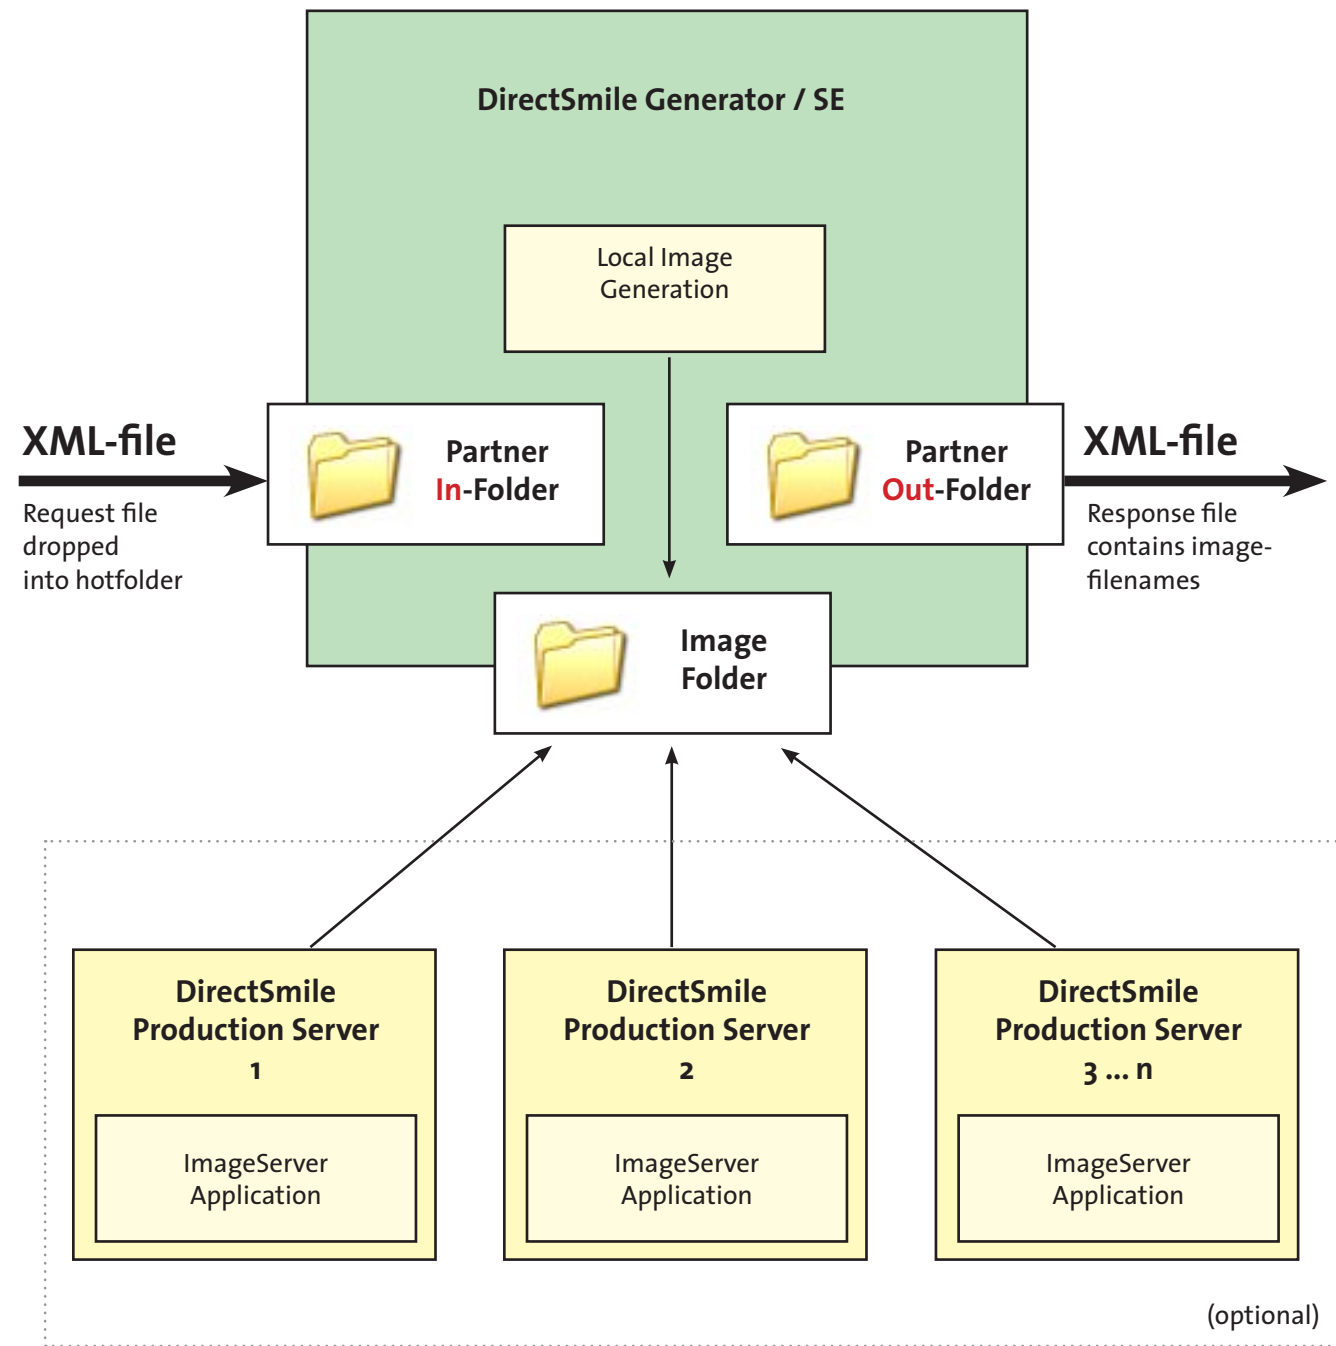 DirectSmile Generator / SE
Local Image
Generation
XML-file
Request file
dropped
into hotfolder
Partner
In-Folder
Partner
Out-Folder
XML-file
Response file
contains image-
filenames
Image
Folder
DirectSmile
Production Server
1
ImageServer
Application
DirectSmile
Production Server
2
ImageServer
Application
DirectSmile
Production Server
3 ... n
ImageServer
Application
(optional)